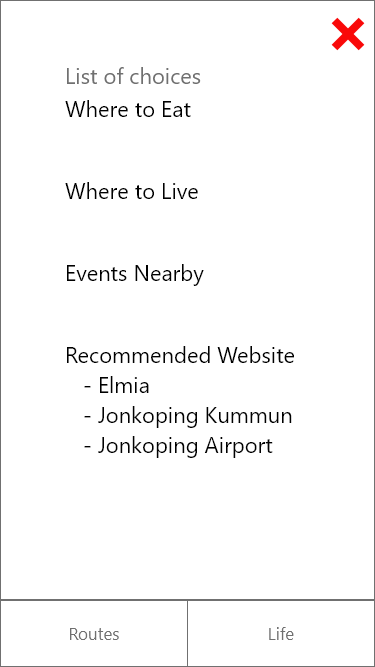 List of choices
Where to Eat
Where to Live
Events Nearby
Recommended Website
- Elmia
- Jonkoping Kummun
- Jonkoping Airport
Routes
Life